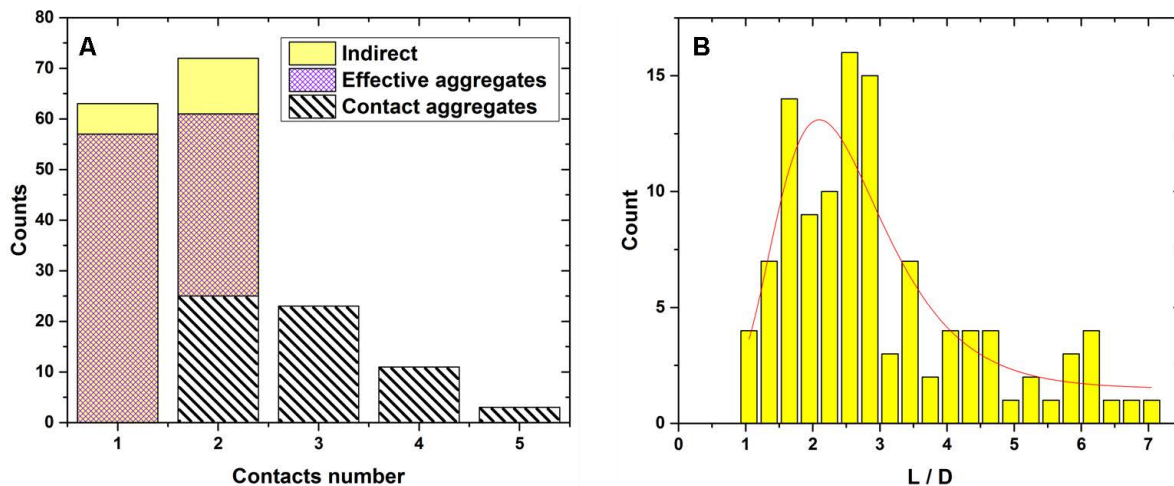 A
80
70
60
50
40
30
20
10
0
Counts
Indirect
Effective aggregates
Contact aggregates
1 2 3 4 5
Contacts number
B
15
10
5
0
Count
0 1 2 3 4 5 6 7
L / D